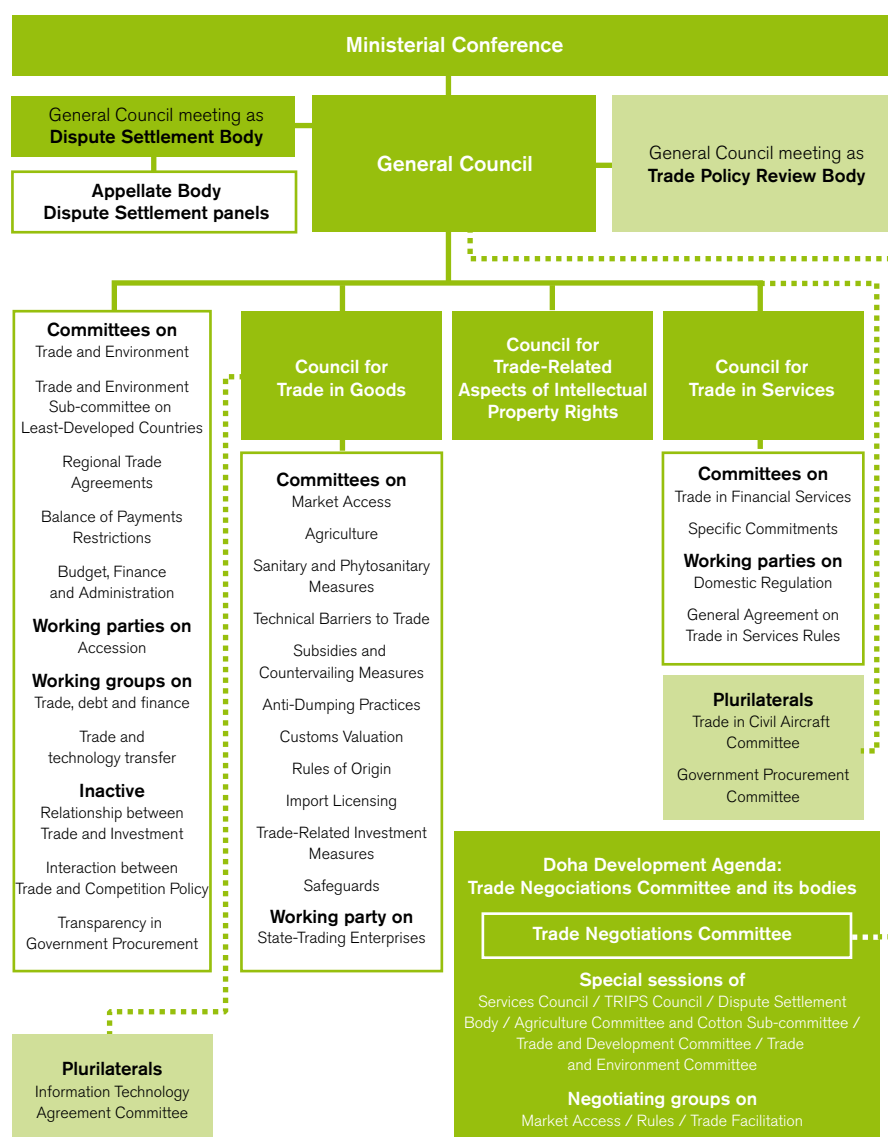 Ministerial Conference
General Council meeting as
Dispute Settlement Body
Appellate Body
Dispute Settlement panels
General Council
General Council meeting as
Trade Policy Review Body
Committees on
Trade and Environment
Trade and Environment
Sub-committee on
Least-Developed Countries
Regional Trade
Agreements
Balance of Payments
Restrictions
Budget, Finance
and Administration
Working parties on
Accession
Working groups on
Trade, debt and finance
Trade and
technology transfer
Inactive
Relationship between
Trade and Investment
Interaction between
Trade and Competition Policy
Transparency in
Government Procurement
Plurilaterals
Information Technology
Agreement Committee
Council for
Trade in Goods
Committees on
Market Access
Agriculture
Sanitary and Phytosanitary
Measures
Technical Barriers to Trade
Subsidies and
Countervailing Measures
Anti-Dumping Practices
Customs Valuation
Rules of Origin
Import Licensing
Trade-Related Investment
Measures
Safeguards
Working party on
State-Trading Enterprises
Council for
Trade-Related
Aspects of Intellectual
Property Rights
Council for
Trade in Services
Committees on
Trade in Financial Services
Specific Commitments
Working parties on
Domestic Regulation
General Agreement on
Trade in Services Rules
Plurilaterals
Trade in Civil Aircraft
Committee
Government Procurement
Committee
Doha Development Agenda:
Trade Negociations Committee and its bodies
Trade Negotiations Committee
Special sessions of
Services Council / TRIPS Council / Dispute Settlement
Body / Agriculture Committee and Cotton Sub-committee /
Trade and Development Committee / Trade
and Environment Committee
Negotiating groups on
Market Access / Rules / Trade Facilitation